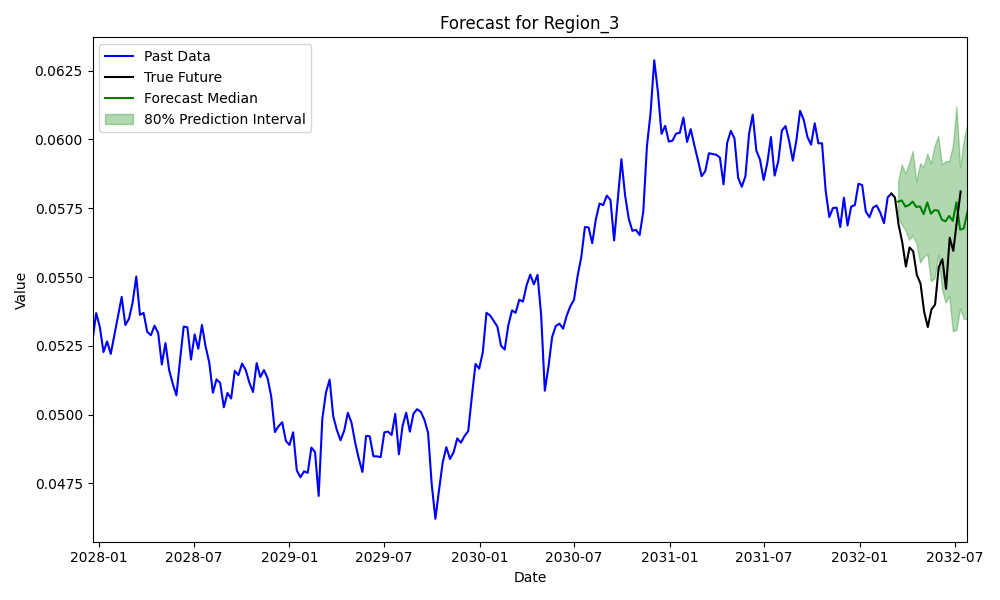 Forecast for Region_3
Past Data
True Future
Forecast Median
80% Prediction Interval
Value
0.0625
0.0600
0.0575
0.0550
0.0525
0.0500
0.0475
2028-01
2028-07
2029-01
2029-07
2030-01
2030-07
2031-01
2031-07
2032-01
2032-07
Date